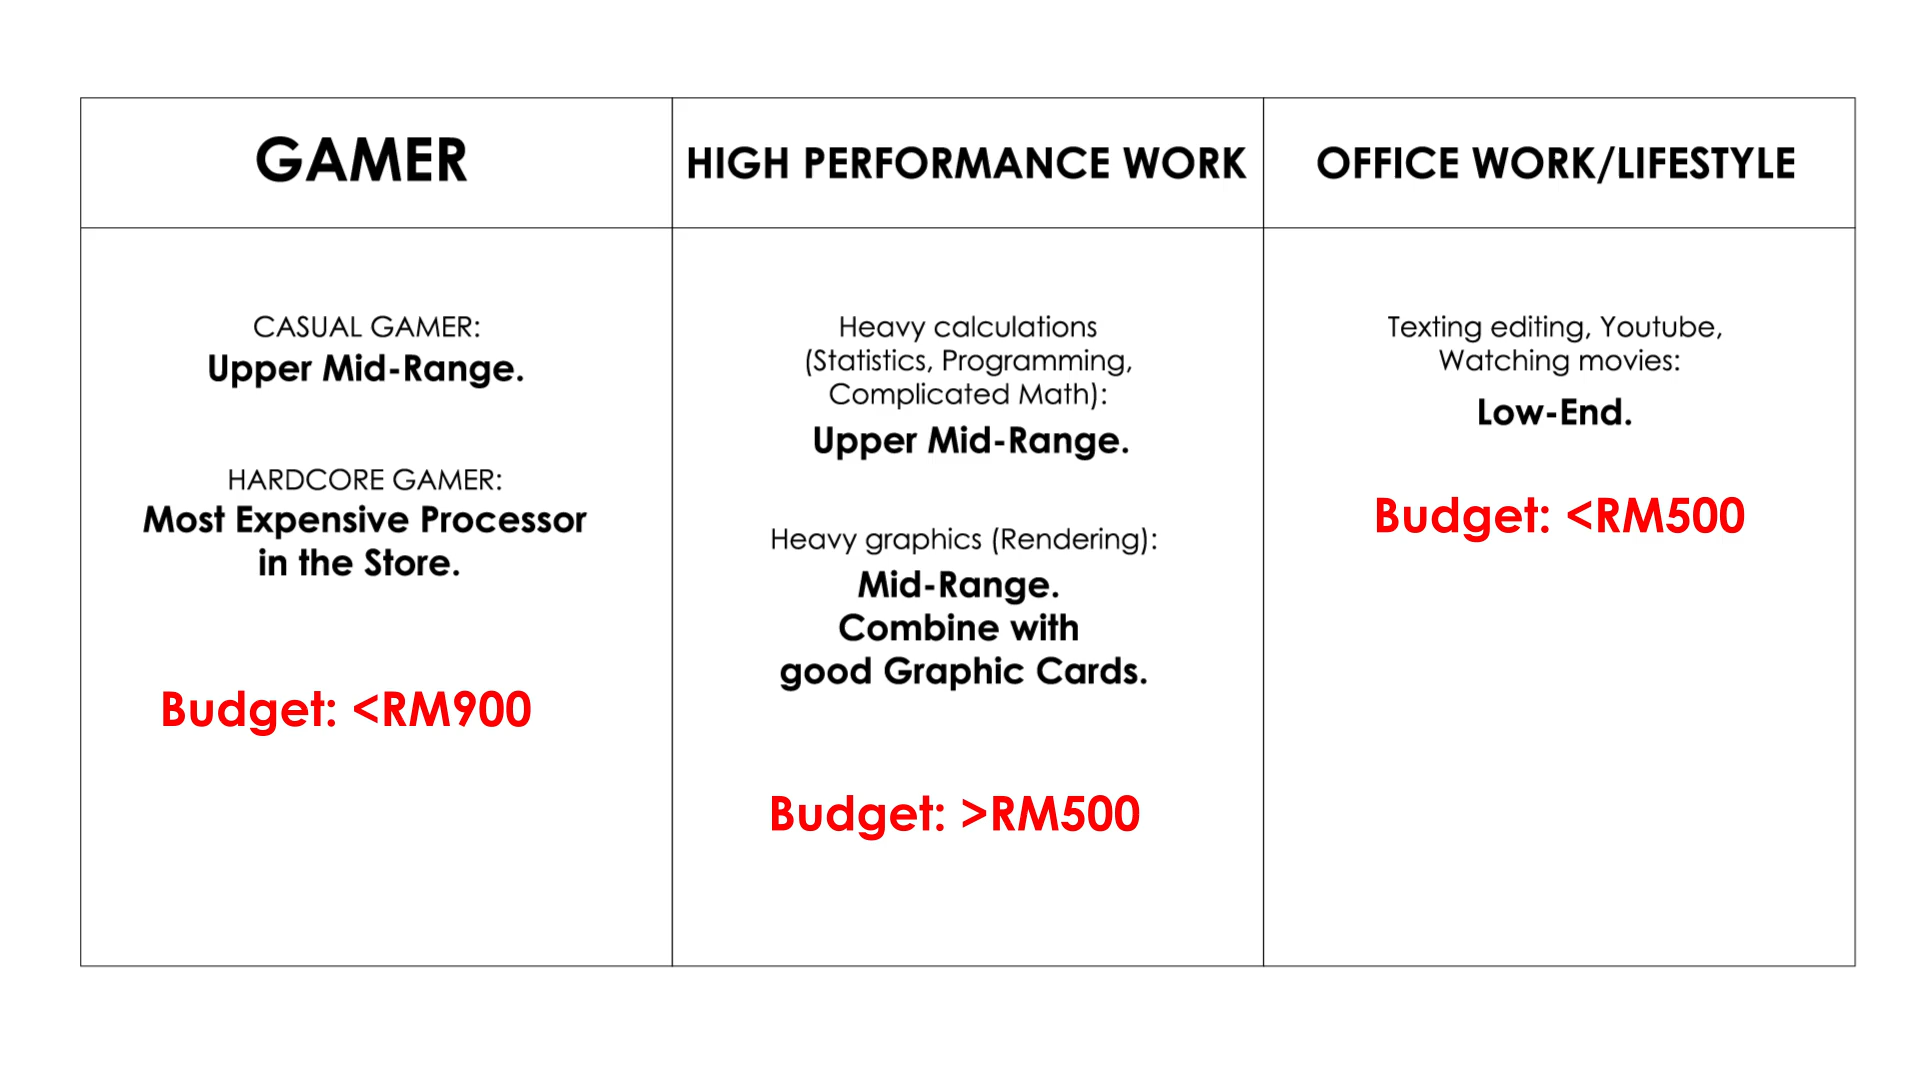 GAMER
HIGH PERFORMANCE WORK
OFFICE WORK/LIFESTYLE
CASUAL GAMER:
Upper Mid-Range.
HARDCORE GAMER:
Most Expensive Processor
in the Store.
Budget: <RM900
Heavy calculations
(Statistics, Programming,
Complicated Math):
Upper Mid-Range.
Heavy graphics (Rendering):
Mid-Range.
Combine with
good Graphic Cards.
Budget: >RM500
Texting editing, Youtube,
Watching movies:
Low-End.
Budget: <RM500